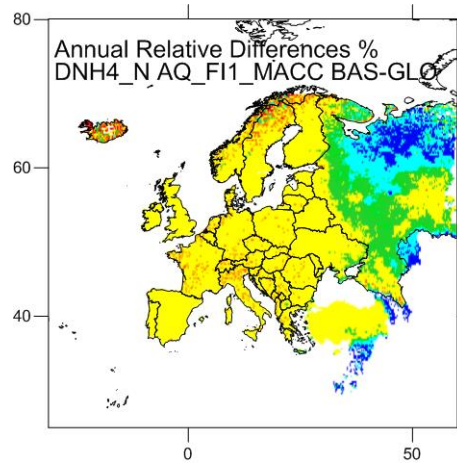 80
Annual Relative Differences %
DNH4_N AQ_FI1_MACC BAS-GLO
60
40
0
50